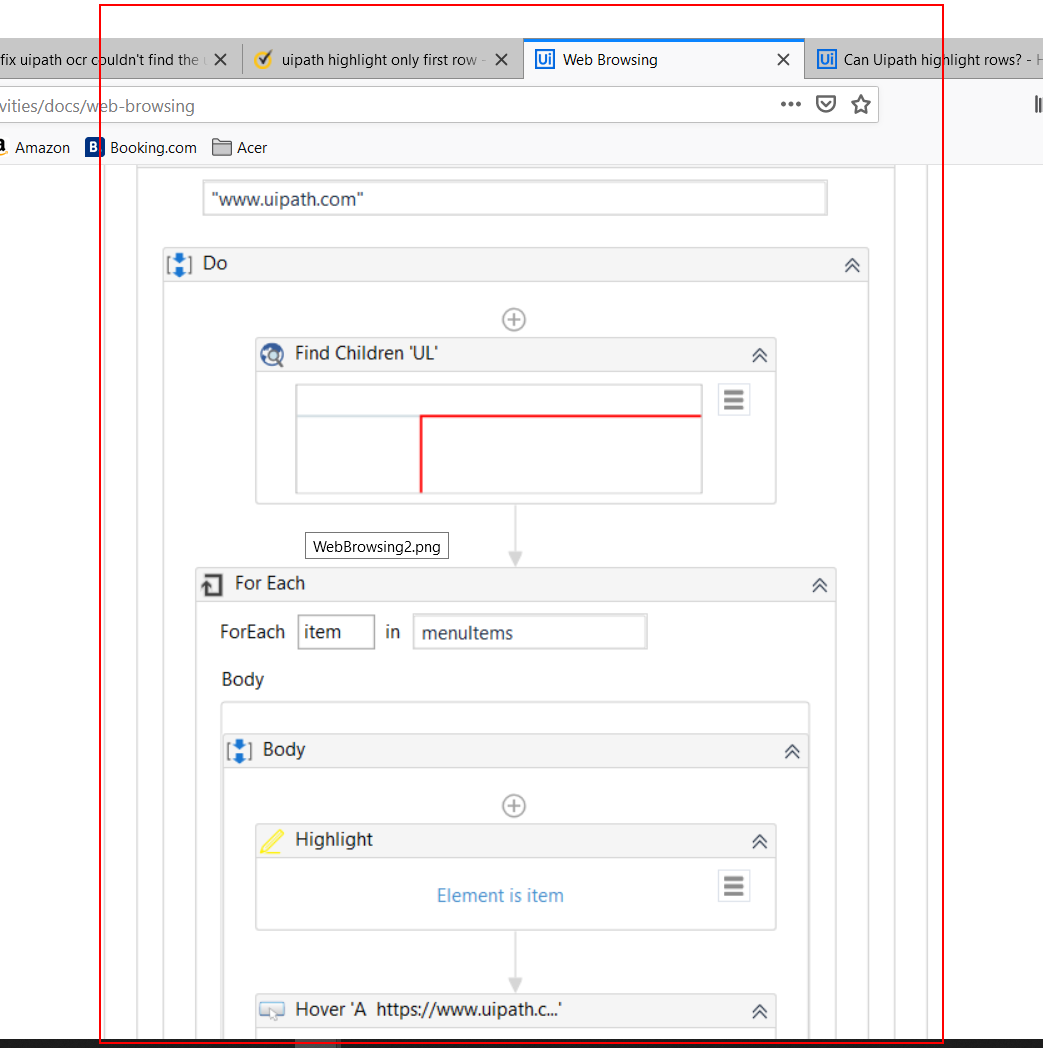 fix uipath ocr couldn't find the
uipath highlight only first row -
Ui Web Browsing
Ui Can Uipath highlight rows? - H
vities/docs/web-browsing
a Amazon
B. Booking.com
Acer
"www.uipath.com"
Do
Find Children 'UL'
WebBrowsing2.png
For Each
ForEach item in menuItems
Body
Body
Highlight
Element is item
Hover 'A https://www.uipath.c...'